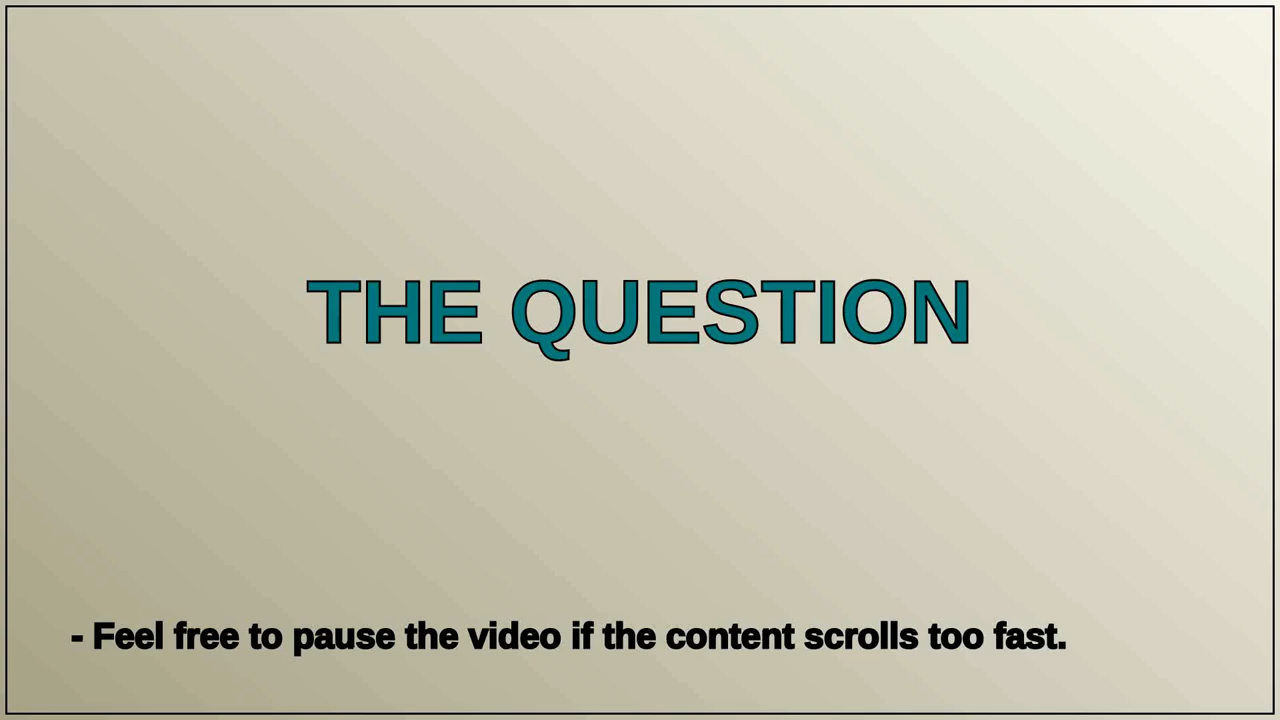 THE QUESTION
- Feel free to pause the video if the content scrolls too fast.